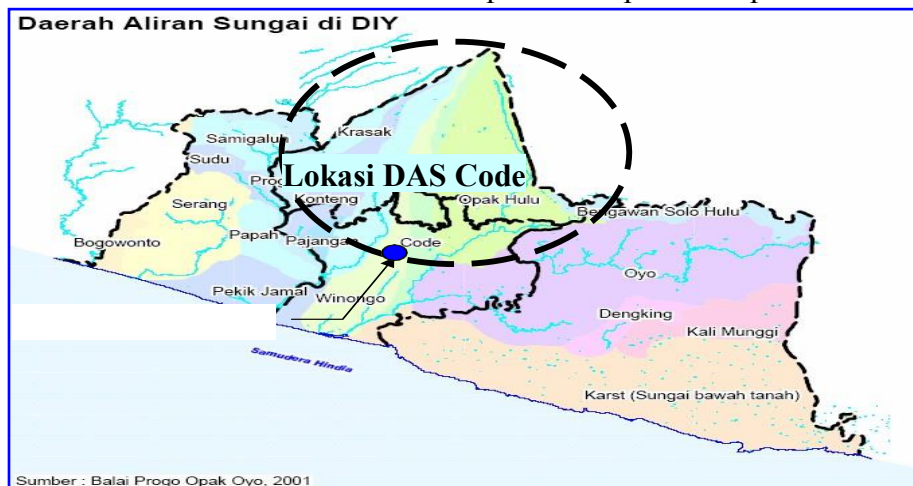 Daerah Aliran Sungai di DIY
Samigaluh
Krasak
Sudu
Lokasi DAS Code
Serang
Konteng
Opak Hulu
Bengawan Solo Hulu
Bogowonto
Papah
Pajangan
Code
Oyo
Pekik Jamal
Winongo
Dengking
Kali Munggi
Samudera Hindia
Karst (Sungai bawah tanah)
Sumber : Balai Progo Opak Oyo, 2001